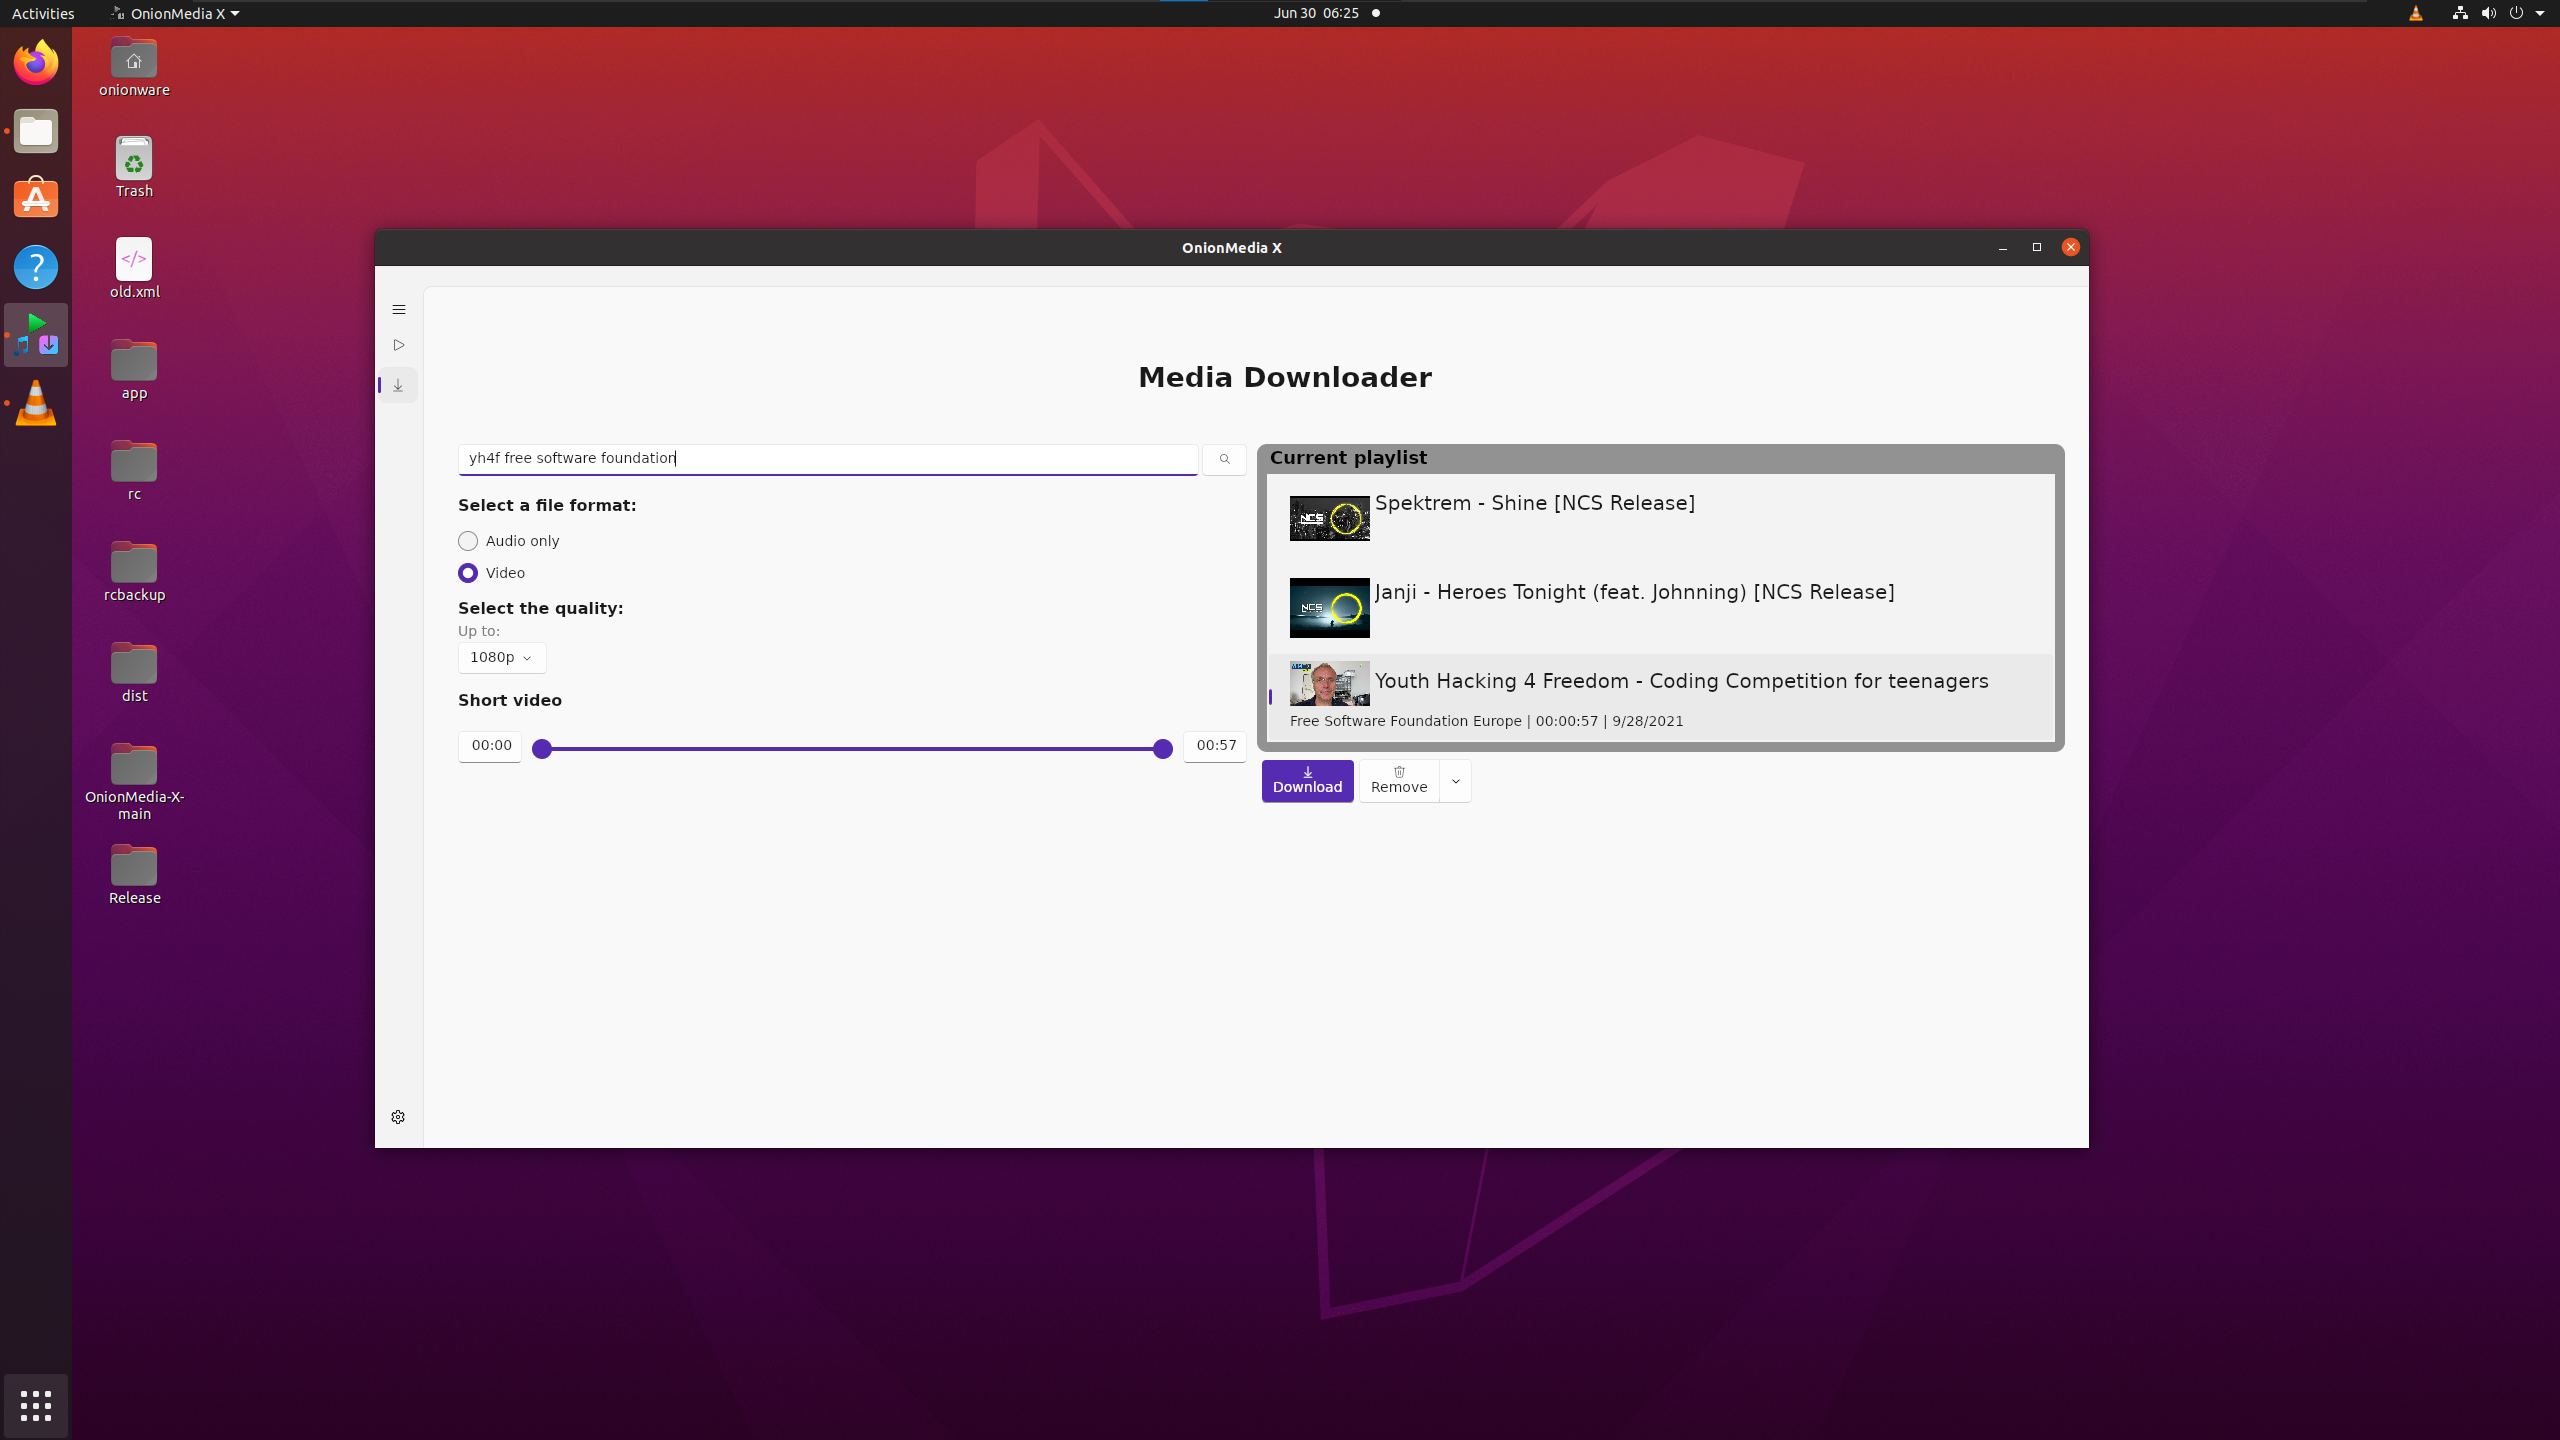 Activities
OnionMedia X
Jun 30 06:25
onionware
Trash
old.xml
app
rc
rcbackup
dist
OnionMedia-X-
main
Release
OnionMedia X
Media Downloader
yh4f free software foundation
Select a file format:
Audio only
Video
Select the quality:
Up to:
1080p
Short video
00:00
00:57
Current playlist
NCS
Spektrem - Shine [NCS Release]
NCS
Janji - Heroes Tonight (feat. Johnning) [NCS Release]
Youth Hacking 4 Freedom - Coding Competition for teenagers
Free Software Foundation Europe | 00:00:57 | 9/28/2021
Download
Remove